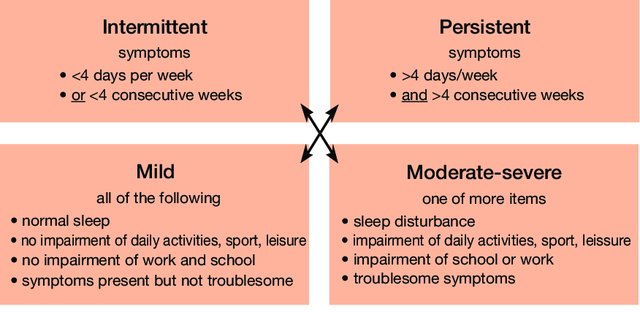 Intermittent
symptoms
• <4 days per week
• or <4 consecutive weeks
Persistent
symptoms
• >4 days/week
• and >4 consecutive weeks
Mild
all of the following
• normal sleep
• no impairment of daily activities, sport, leisure
• no impairment of work and school
• symptoms present but not troublesome
Moderate-severe
one of more items
• sleep disturbance
• impairment of daily activities, sport, leissure
• impairment of school or work
• troublesome symptoms